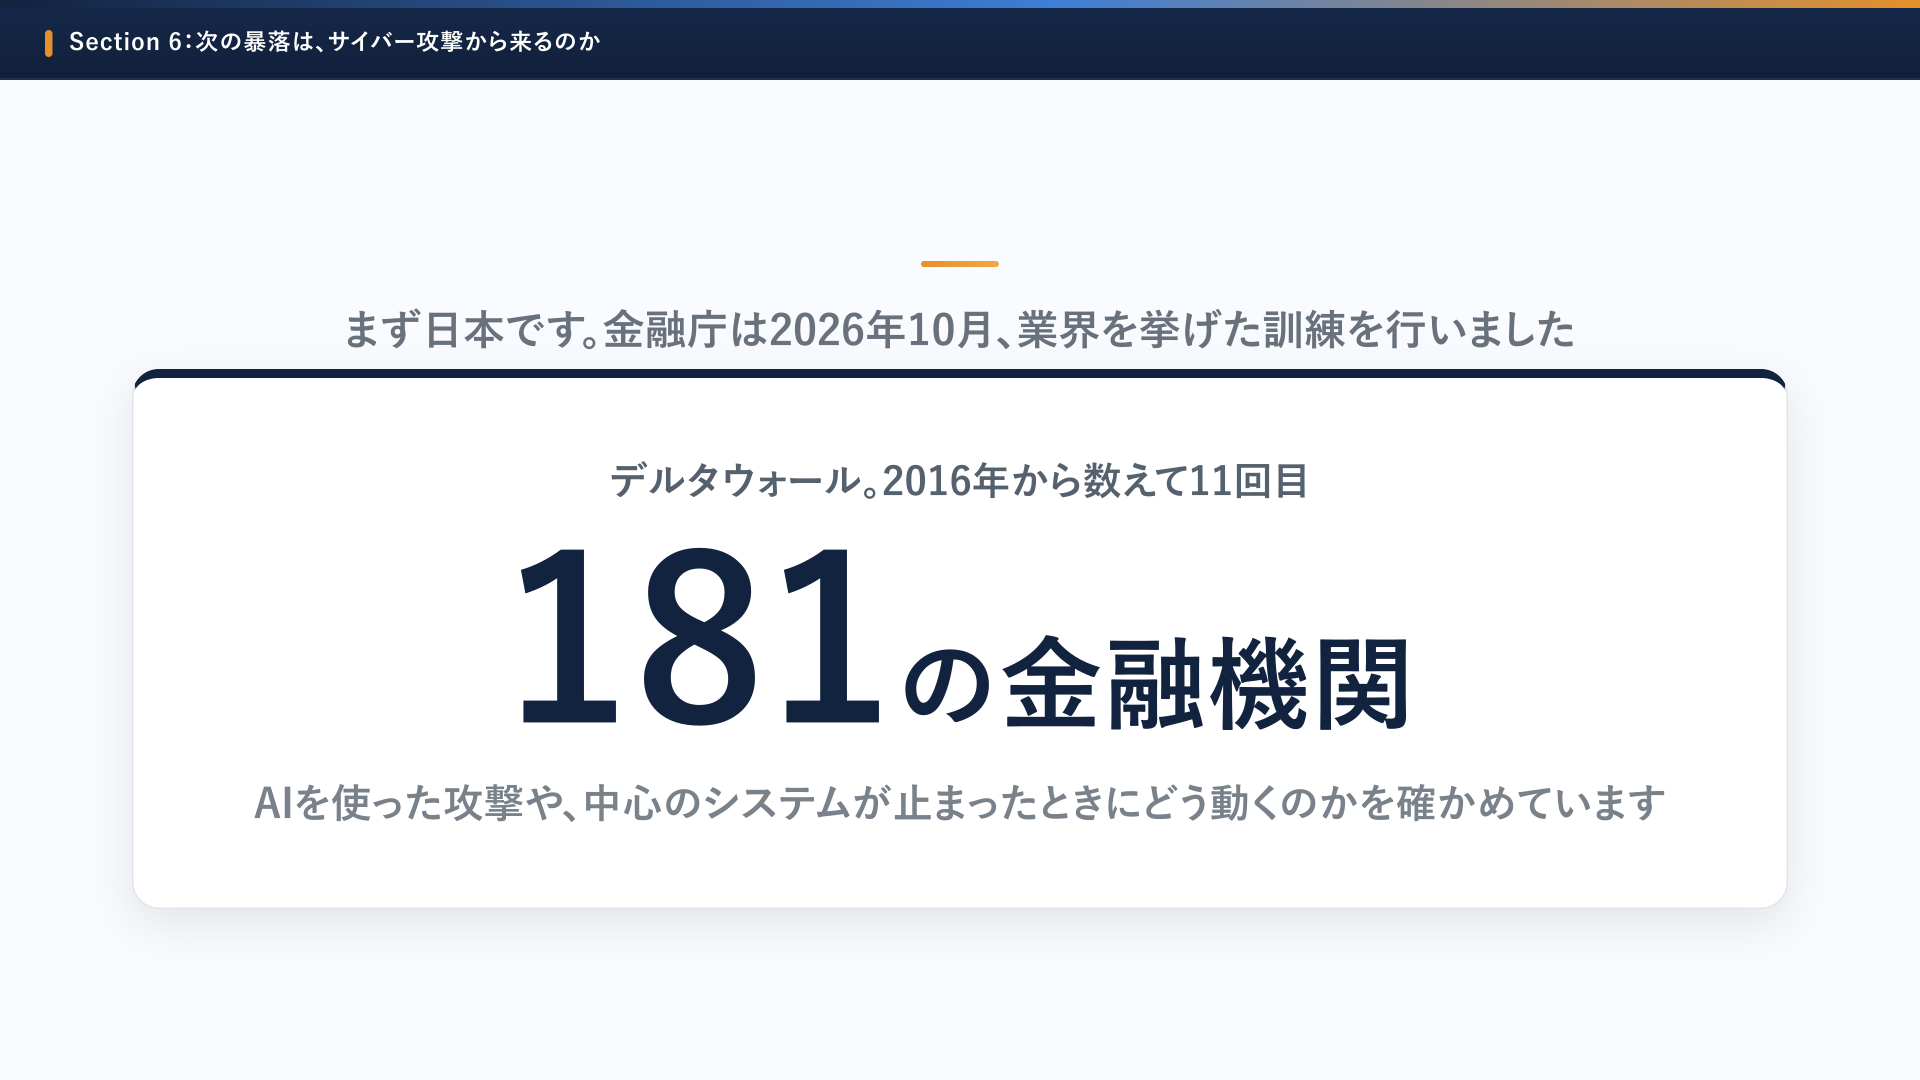 Section 6：次の暴落は、サイバー攻撃から来るのか
まず日本です。金融庁は2026年10月、業界を挙げた訓練を行いました
デルタウォール。2016年から数えて11回目
181の金融機関
AIを使った攻撃や、中心のシステムが止まったときにどう動くのかを確かめています